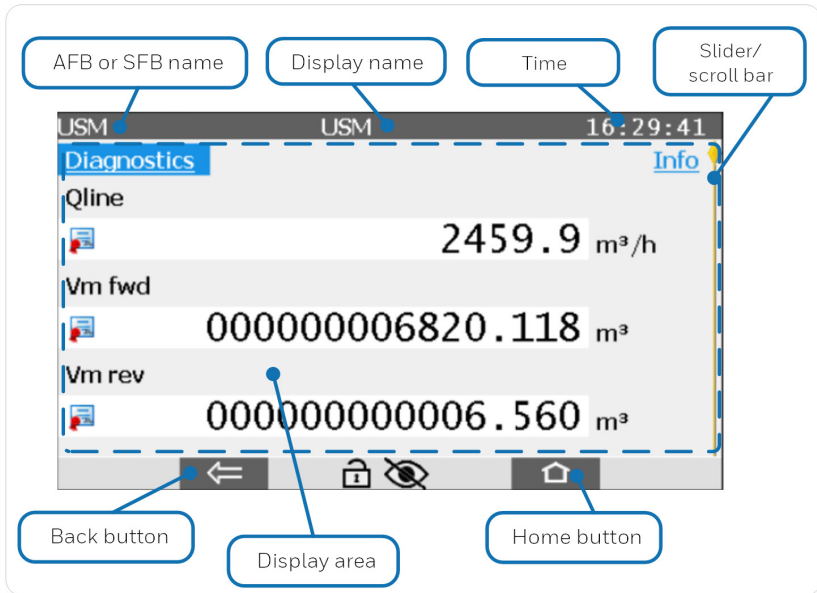 AFB or SFB name
Display name
Time
Slider/
scroll bar
USM USM 16:29:41
Diagnostics Info
Qline
2459.9 m³/h
Vm fwd
000000006820.118 m³
Vm rev
000000000006.560 m³
Back button
Display area
Home button